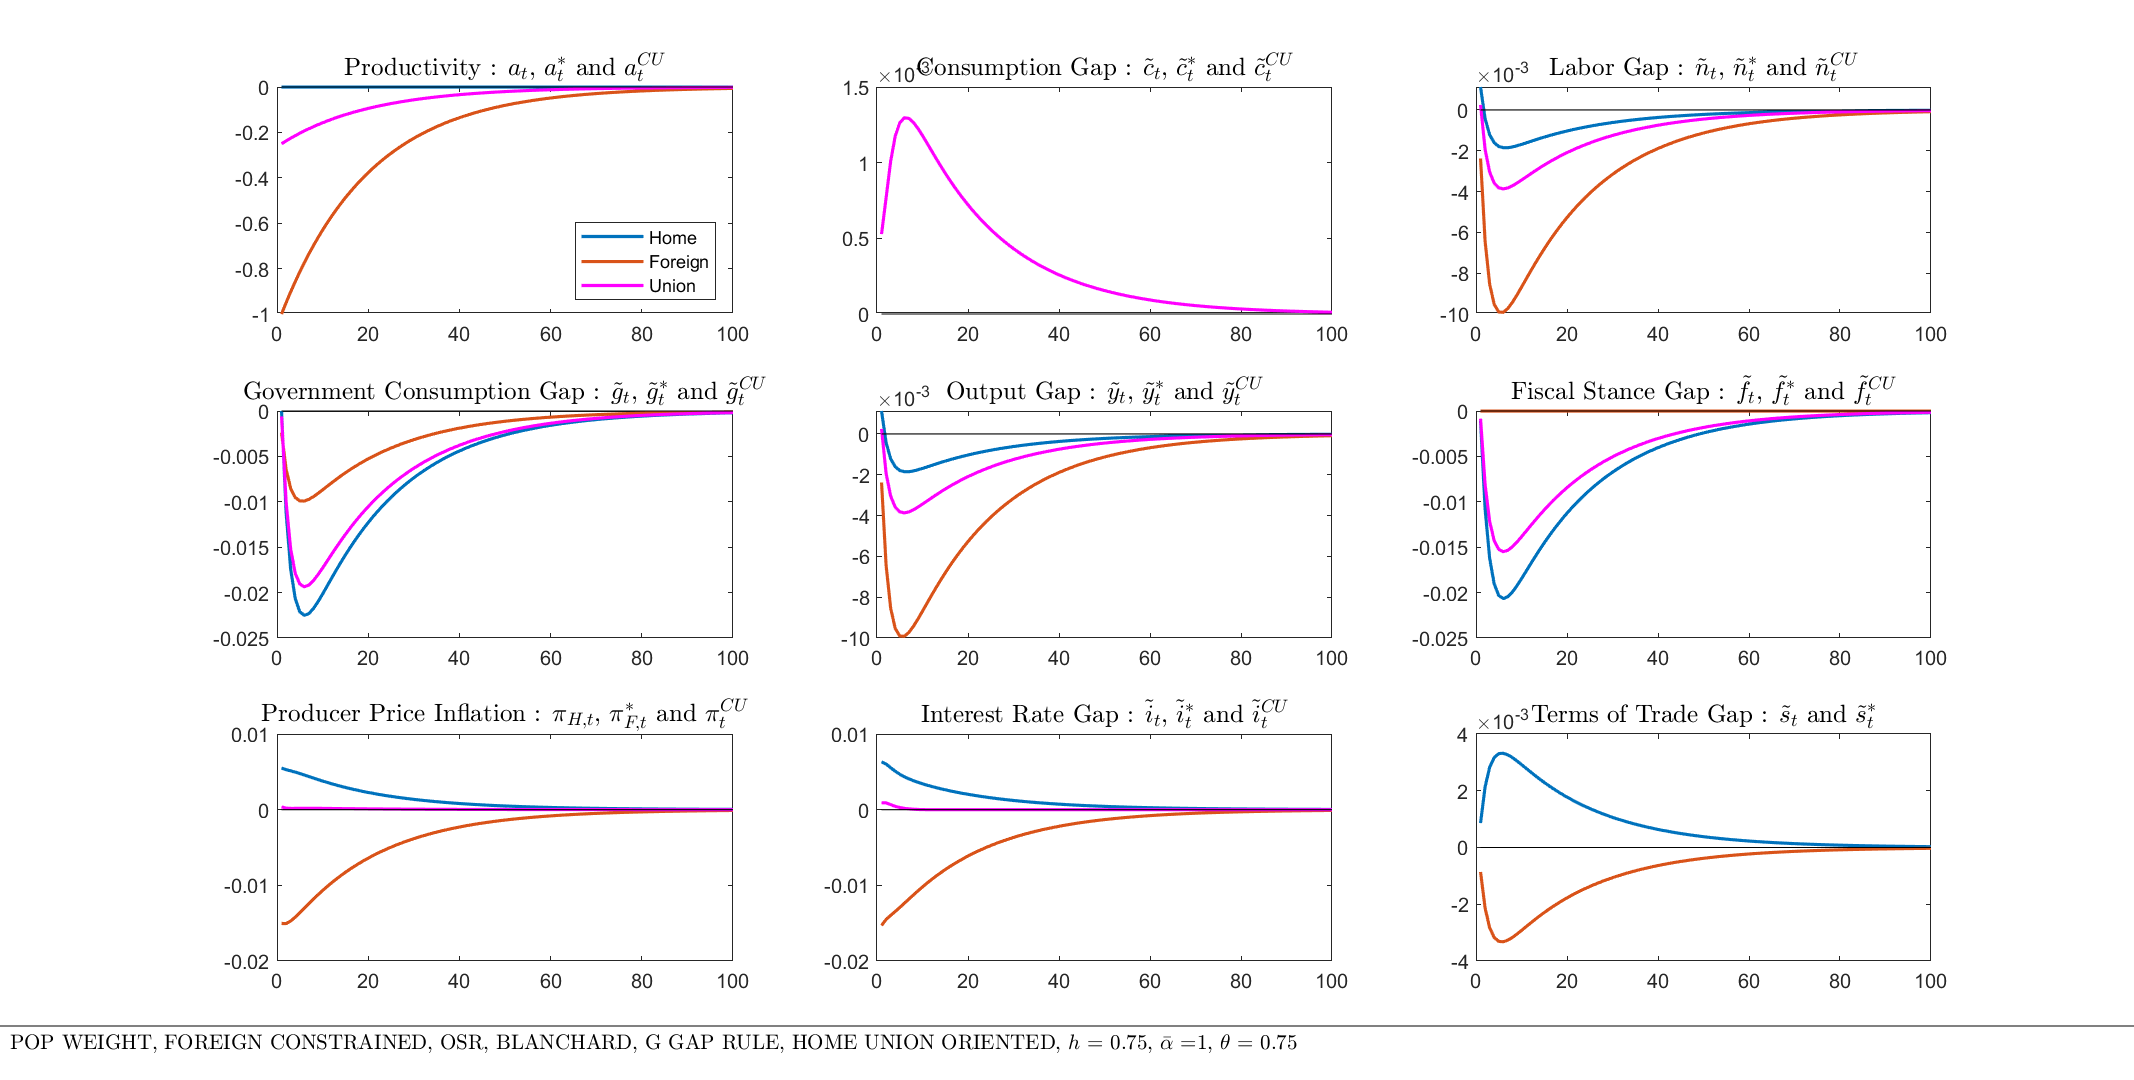 Productivity : a_t, a_t^* and a_t^{CU}
0
-0.2
-0.4
-0.6
-0.8
-1
0 20 40 60 80 100
Home
Foreign
Union
×10^{-3} Consumption Gap : c̃_t, c̃_t^* and c̃_t^{CU}
1.5
1
0.5
0
0 20 40 60 80 100
×10^{-3} Labor Gap : ñ_t, ñ_t^* and ñ_t^{CU}
0
-2
-4
-6
-8
-10
0 20 40 60 80 100
Government Consumption Gap : g̃_t, g̃_t^* and g̃_t^{CU}
0
-0.005
-0.01
-0.015
-0.02
-0.025
0 20 40 60 80 100
×10^{-3} Output Gap : ỹ_t, ỹ_t^* and ỹ_t^{CU}
0
-2
-4
-6
-8
-10
0 20 40 60 80 100
Fiscal Stance Gap : f̃_t, f̃_t^* and f̃_t^{CU}
0
-0.005
-0.01
-0.015
-0.02
-0.025
0 20 40 60 80 100
Producer Price Inflation : π_{H,t}, π_{F,t}^* and π_t^{CU}
0.01
0
-0.01
-0.02
0 20 40 60 80 100
Interest Rate Gap : ĩ_t, ĩ_t^* and ĩ_t^{CU}
0.01
0
-0.01
-0.02
0 20 40 60 80 100
×10^{-3} Terms of Trade Gap : s̃_t and s̃_t^*
4
2
0
-2
-4
0 20 40 60 80 100
POP WEIGHT, FOREIGN CONSTRAINED, OSR, BLANCHARD, G GAP RULE, HOME UNION ORIENTED, h = 0.75, ᾱ =1, θ = 0.75